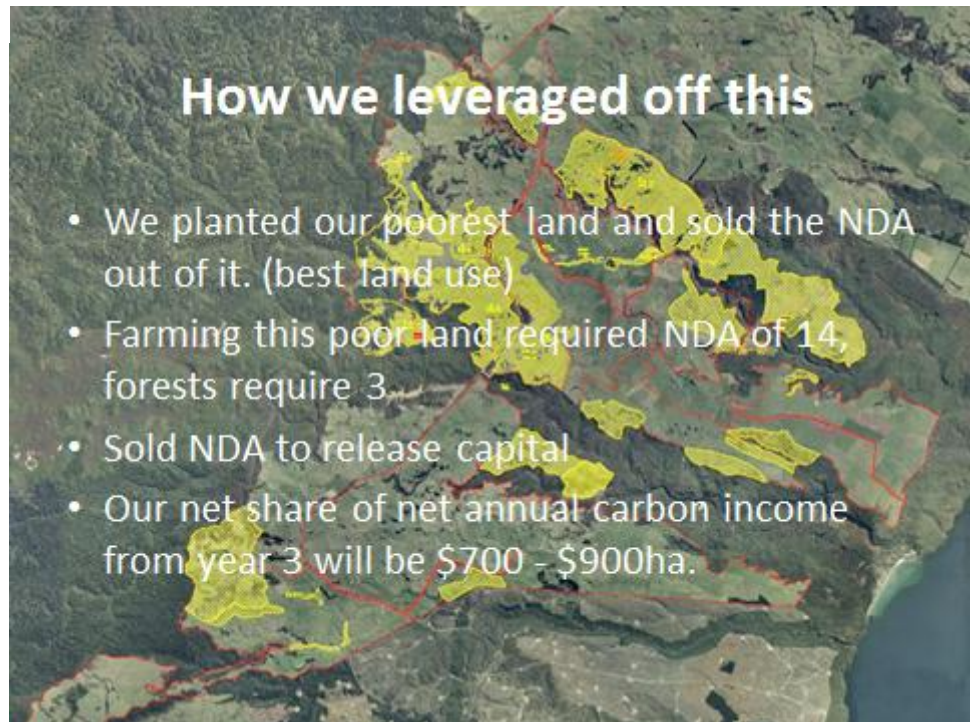 How we leveraged off this
• We planted our poorest land and sold the NDA
out of it. (best land use)
• Farming this poor land required NDA of 14,
forests require 3
• Sold NDA to release capital
• Our net share of net annual carbon income
from year 3 will be $700 - $900ha.